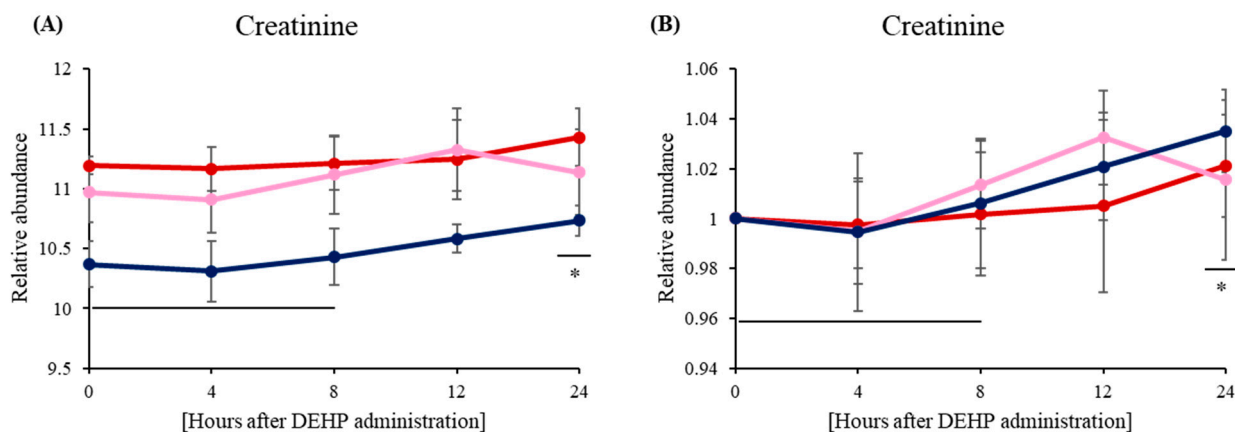 (A)
Creatinine
Relative abundance
12
11.5
11
10.5
10
9.5
*
0 4 8 12 24
[Hours after DEHP administration]
(B)
Creatinine
Relative abundance
1.06
1.04
1.02
1
0.98
0.96
0.94
*
0 4 8 12 24
[Hours after DEHP administration]